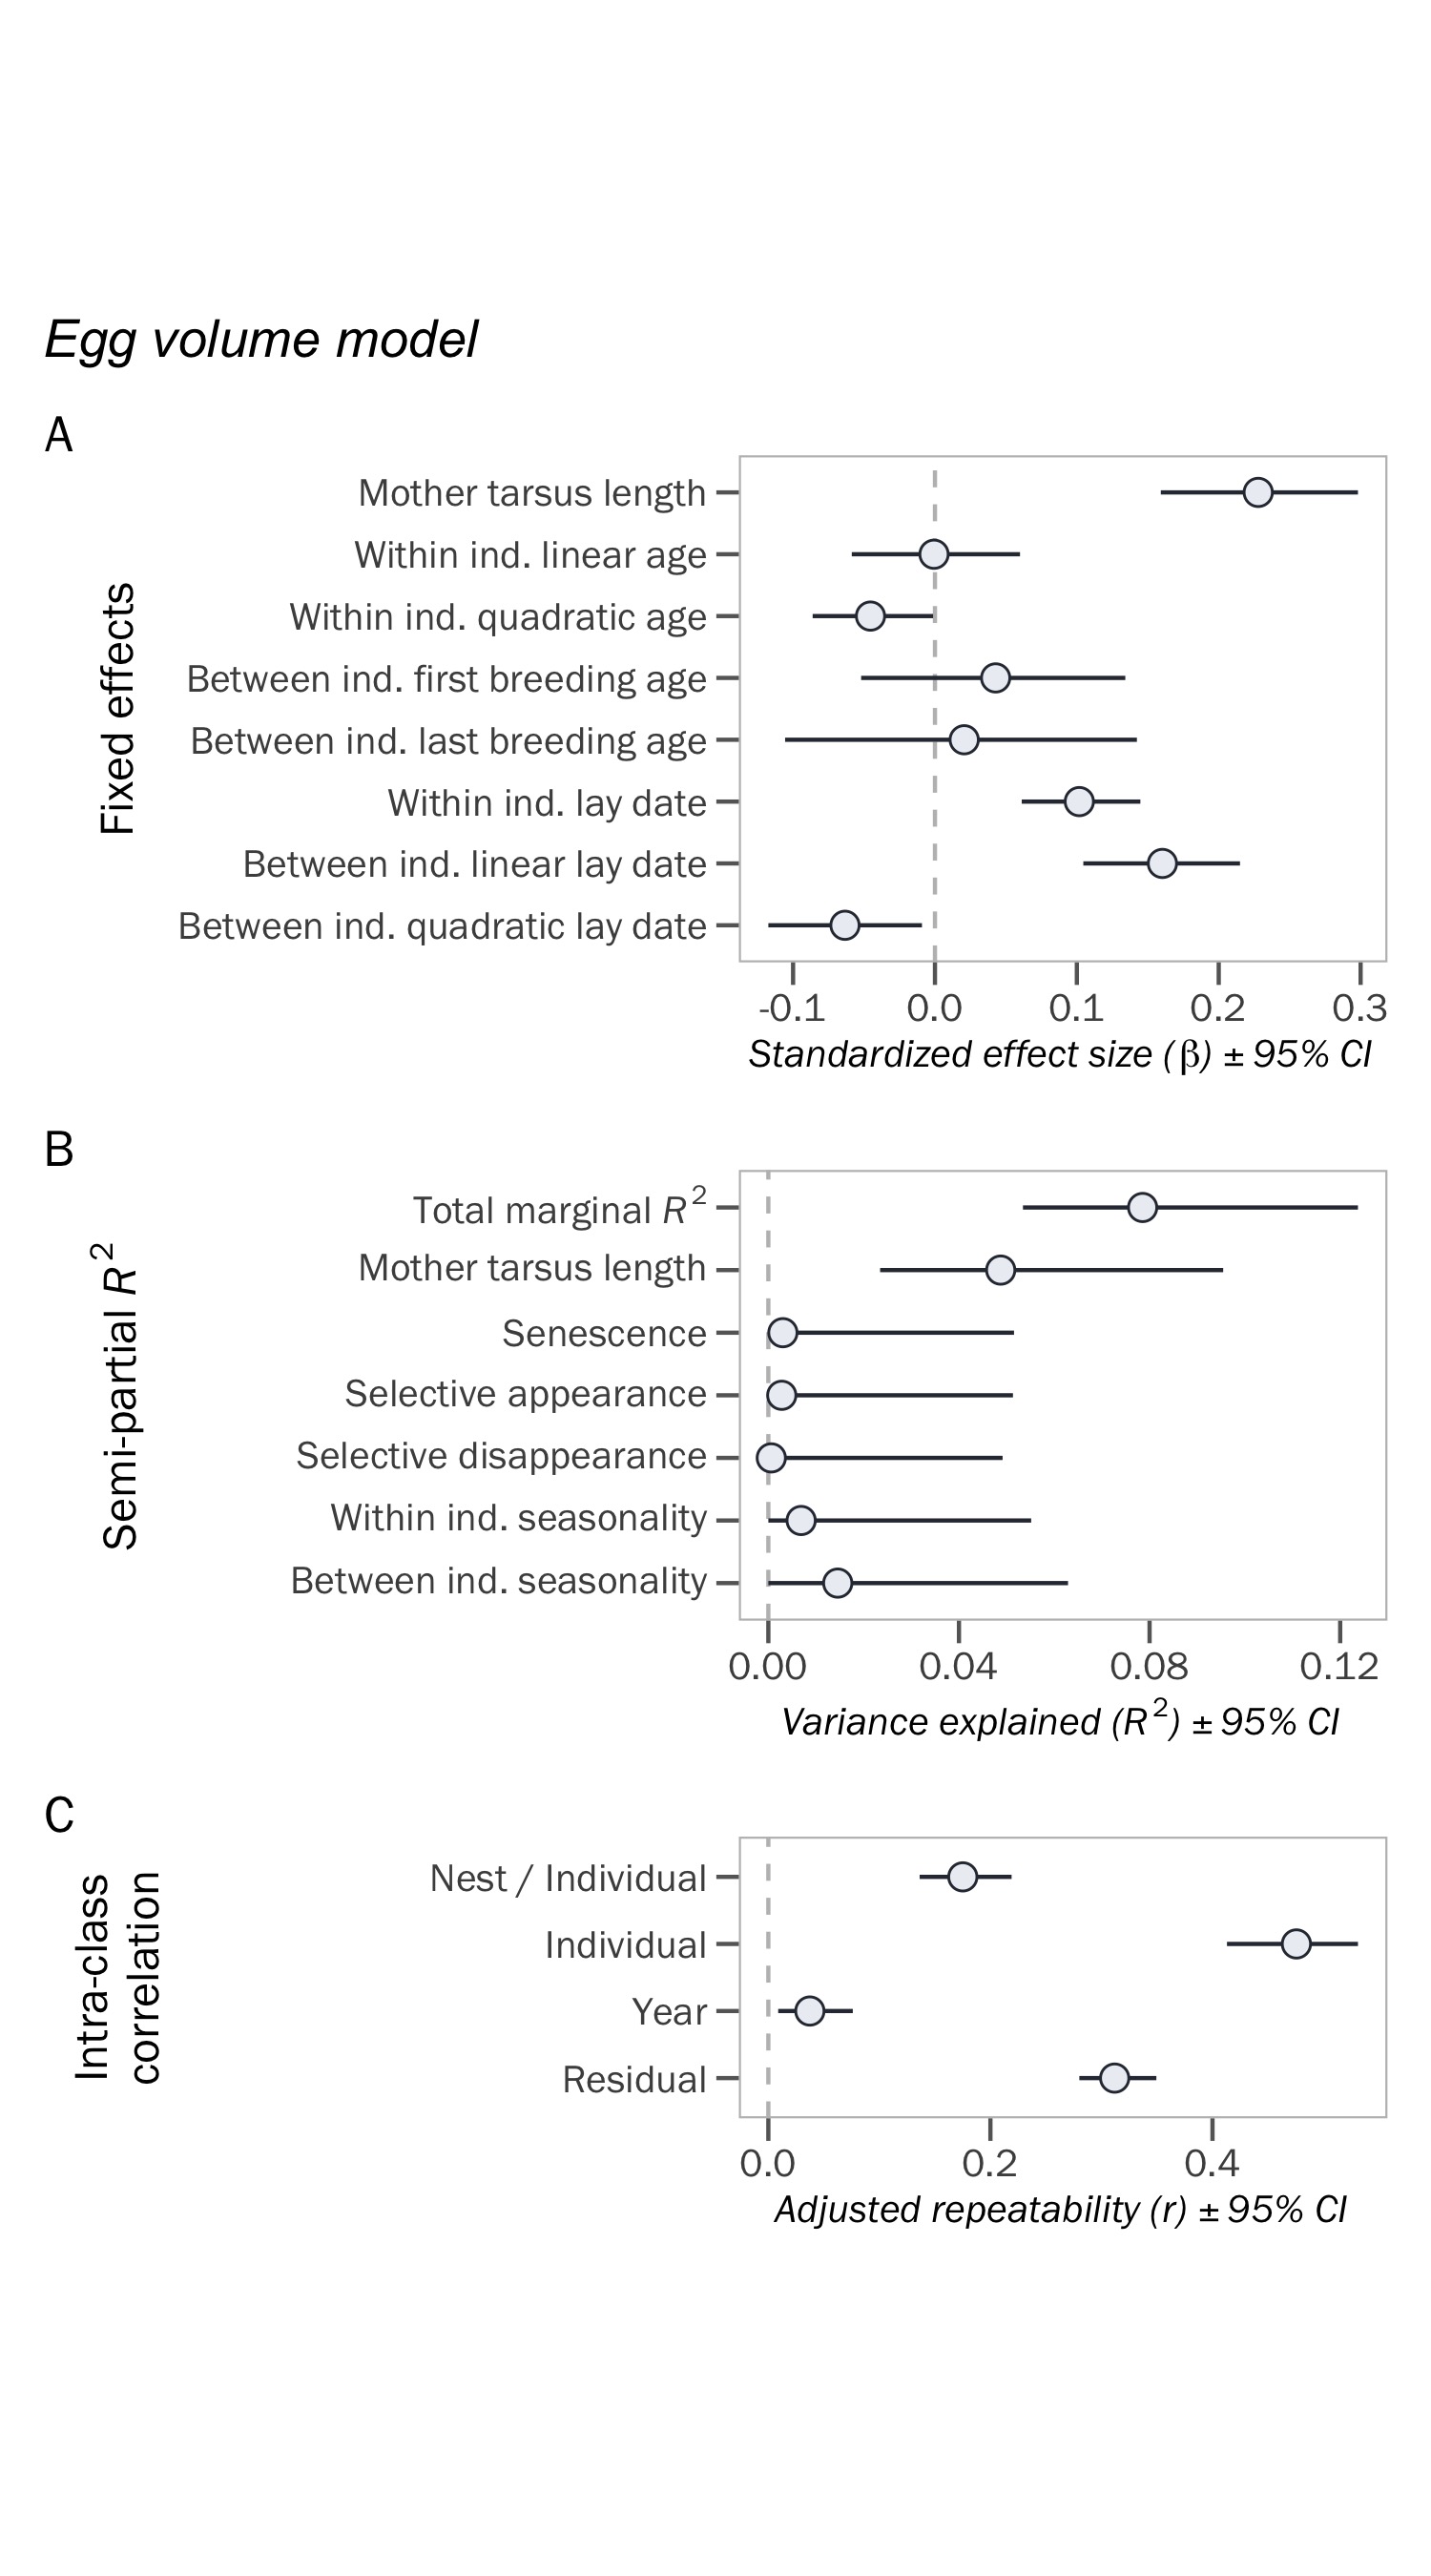 Egg volume model
A
Fixed effects
Mother tarsus length
Within ind. linear age
Within ind. quadratic age
Between ind. first breeding age
Between ind. last breeding age
Within ind. lay date
Between ind. linear lay date
Between ind. quadratic lay date
-0.1 0.0 0.1 0.2 0.3
Standardized effect size (β) ± 95% CI
B
Semi-partial R²
Total marginal R²
Mother tarsus length
Senescence
Selective appearance
Selective disappearance
Within ind. seasonality
Between ind. seasonality
0.00 0.04 0.08 0.12
Variance explained (R²) ± 95% CI
C
Intra-class
correlation
Nest / Individual
Individual
Year
Residual
0.0 0.2 0.4
Adjusted repeatability (r) ± 95% CI